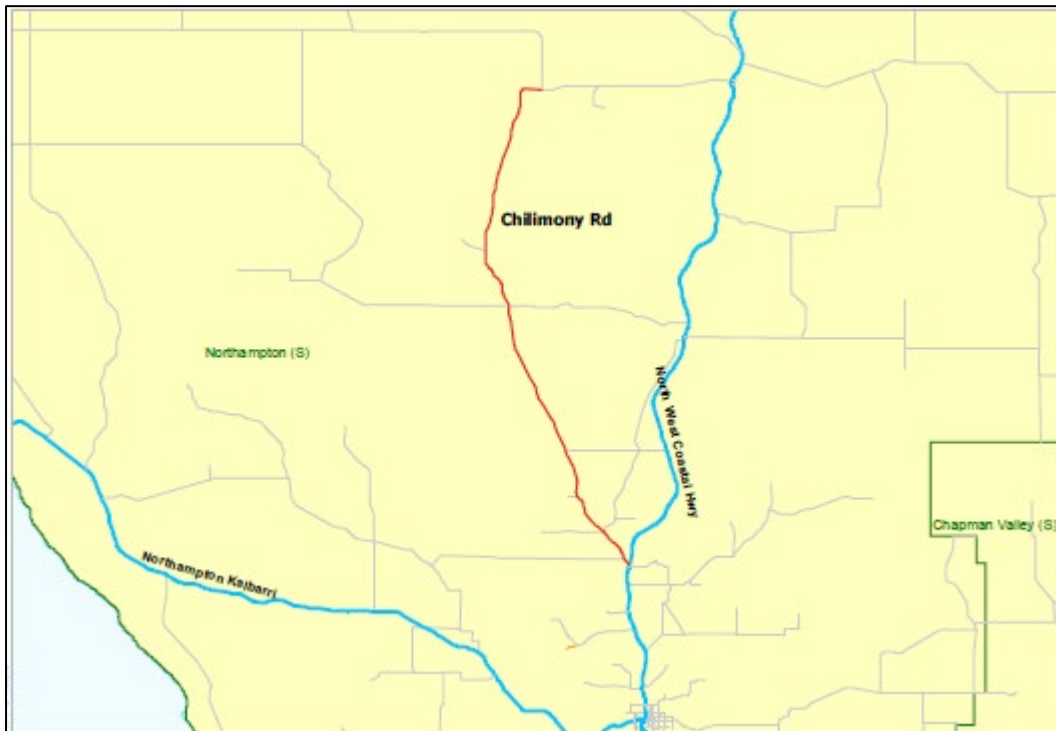 Chilimony Rd
Northampton (S)
North West Coastal Hwy
Chapman Valley (S)
Northampton Kalbarri